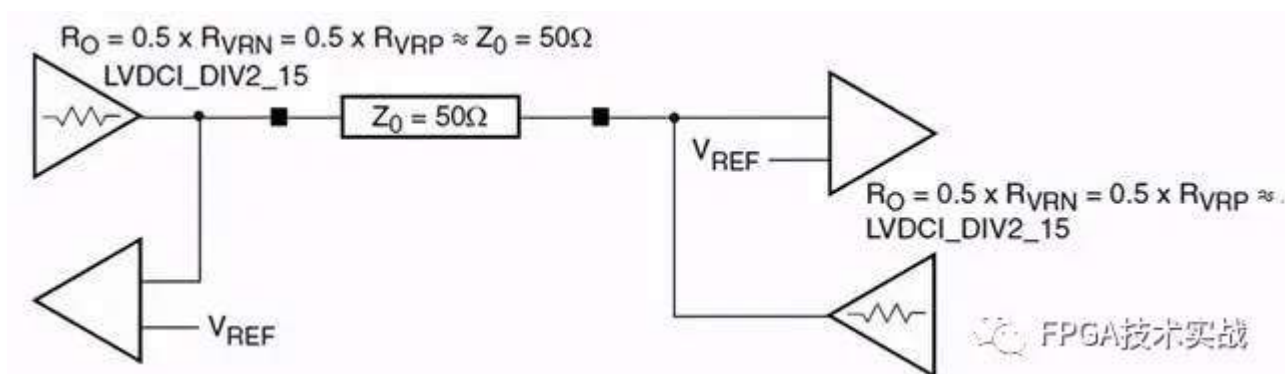 R_O = 0.5 x R_VRN = 0.5 x R_VRP ≈ Z_0 = 50Ω
LVDCI_DIV2_15
Z_0 = 50Ω
V_REF
R_O = 0.5 x R_VRN = 0.5 x R_VRP ≈
LVDCI_DIV2_15
V_REF
FPGA技术实战